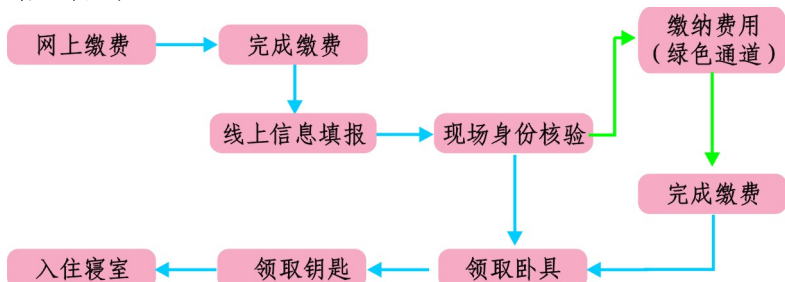 网上缴费
完成缴费
缴纳费用
（绿色通道）
线上信息填报
现场身份核验
完成缴费
入住寝室
领取钥匙
领取卧具